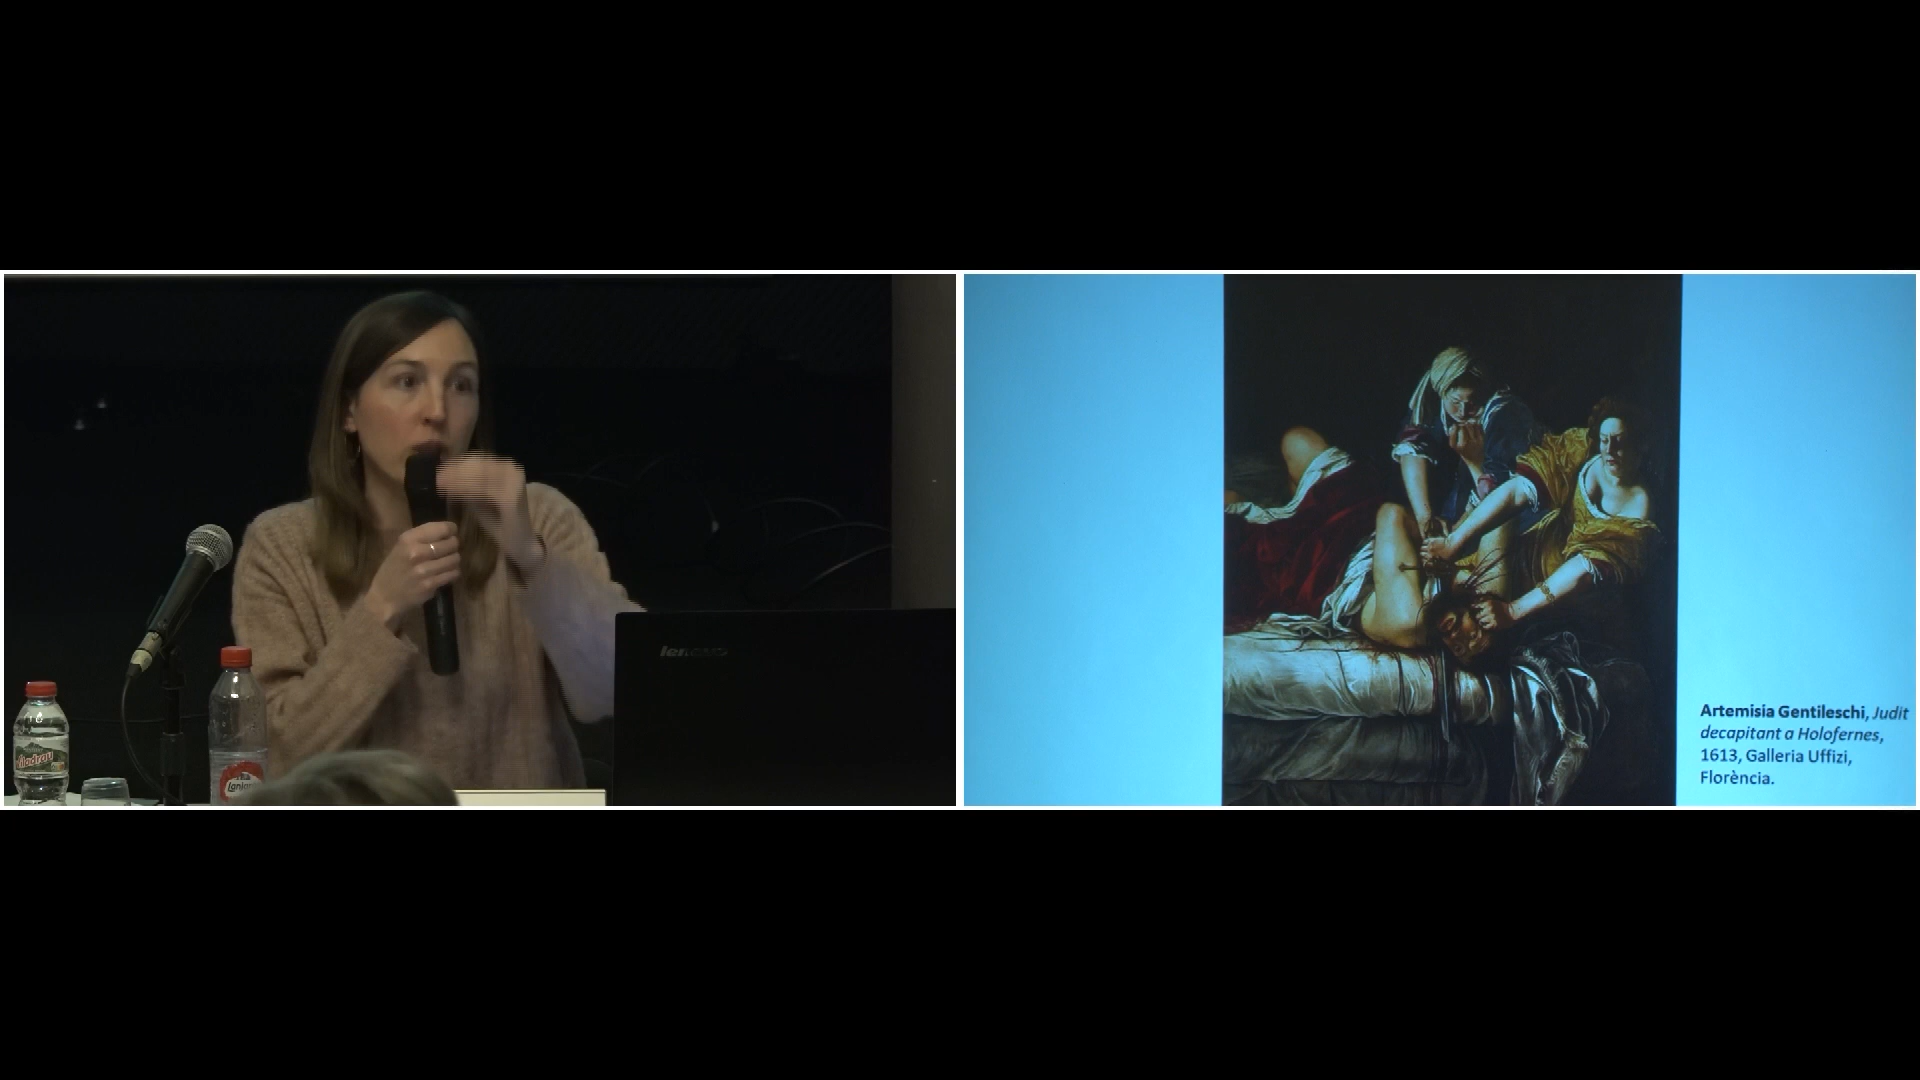 lenovo
Artemisia Gentileschi, Judit
decapitant a Holofernes,
1613, Galleria Uffizi,
Florència.